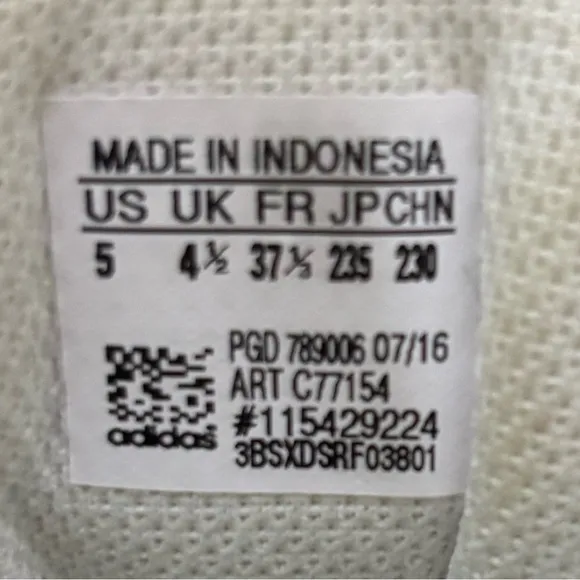 MADE IN INDONESIA
US UK FR JP CHN
5 4½ 37⅓ 235 230
PGD 789006 07/16
ART C77154
#115429224
adidas 3BSXDSRF03801